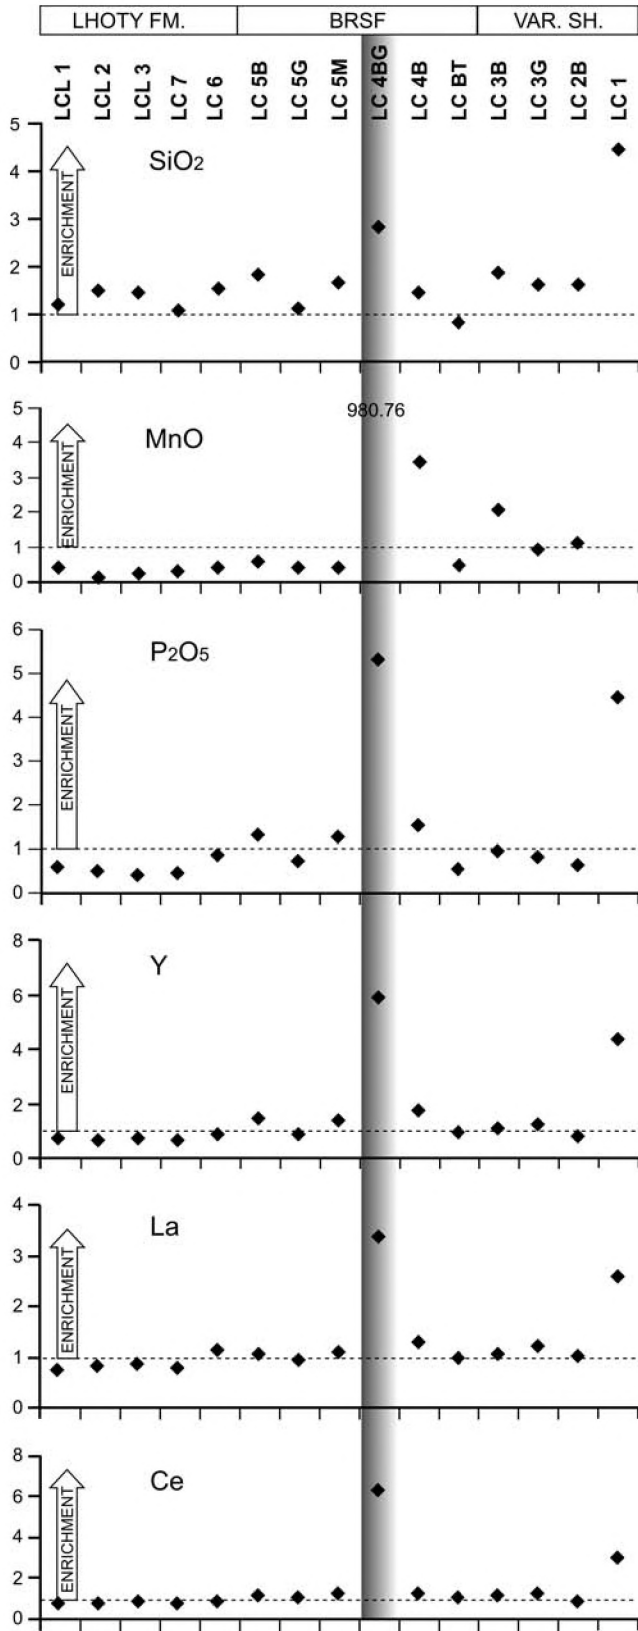 LHOTY FM. BRSF VAR. SH.
LCL 1 LCL 2 LCL 3 LC 7 LC 6 LC 5B LC 5G LC 5M LC 4BG LC 4B LC BT LC 3B LC 3G LC 2B LC 1
5
4
3
2
1
0
ENRICHMENT
SiO2
5
4
3
2
1
0
ENRICHMENT
MnO
980.76
6
5
4
3
2
1
0
ENRICHMENT
P2O5
8
6
4
2
0
ENRICHMENT
Y
4
3
2
1
0
ENRICHMENT
La
8
6
4
2
0
ENRICHMENT
Ce